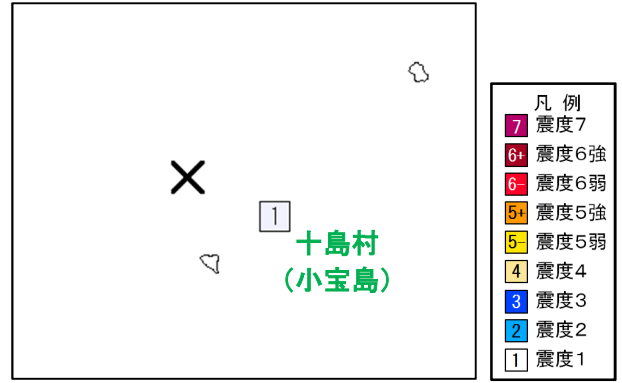 1
十島村
(小宝島)
凡 例
7 震度7
6+ 震度6強
6- 震度6弱
5+ 震度5強
5- 震度5弱
4 震度4
3 震度3
2 震度2
1 震度1